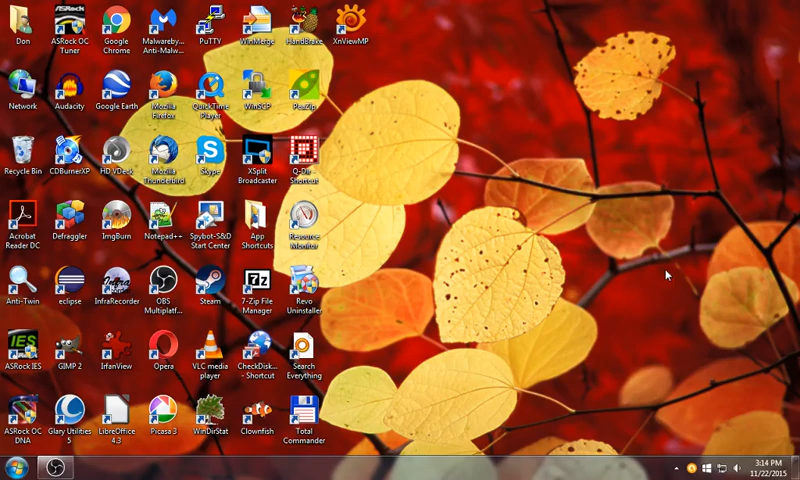 Don
ASRock OC
Tuner
Google
Chrome
Malwareby...
Anti-Malw...
PuTTY
WinMerge
HandBrake
XnViewMP
Network
Audacity
Google Earth
Mozilla
Firefox
QuickTime
Player
WinSCP
PeaZip
Recycle Bin
CDBurnerXP
HD VDeck
Mozilla
Thunderbird
Skype
XSplit
Broadcaster
Q-Dir -
Shortcut
Acrobat
Reader DC
Defraggler
ImgBurn
Notepad++
Spybot-S&D
Start Center
App
Shortcuts
Resource
Monitor
Anti-Twin
eclipse
InfraRecorder
OBS
Multiplatf...
Steam
7-Zip File
Manager
Revo
Uninstaller
ASRock IES
GIMP 2
IrfanView
Opera
VLC media
player
CheckDisk...
- Shortcut
Search
Everything
ASRock OC
DNA
Glary Utilities
5
LibreOffice
4.3
Picasa 3
WinDirStat
Clownfish
Total
Commander
3:14 PM
11/22/2015